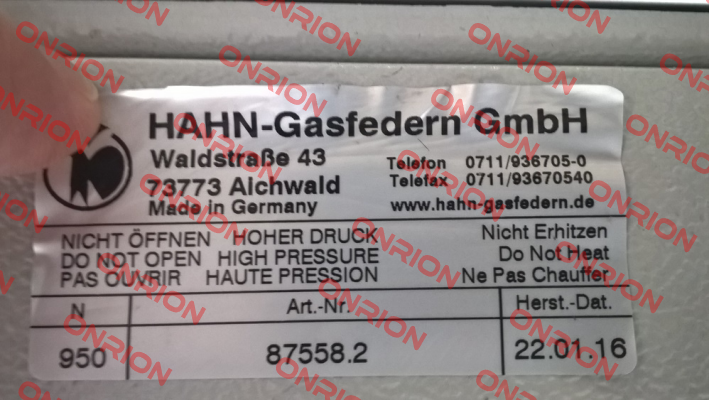 HAHN-Gasfedern GmbH
Waldstraße 43
73773 Aichwald
Made in Germany
Telefon 0711/936705-0
Telefax 0711/93670540
www.hahn-gasfedern.de
NICHT ÖFFNEN HOHER DRUCK Nicht Erhitzen
DO NOT OPEN HIGH PRESSURE Do Not Heat
PAS OUVRIR HAUTE PRESSION Ne Pas Chauffer
N Art.-Nr. Herst.-Dat.
950 87558.2 22.01.16
ONRION